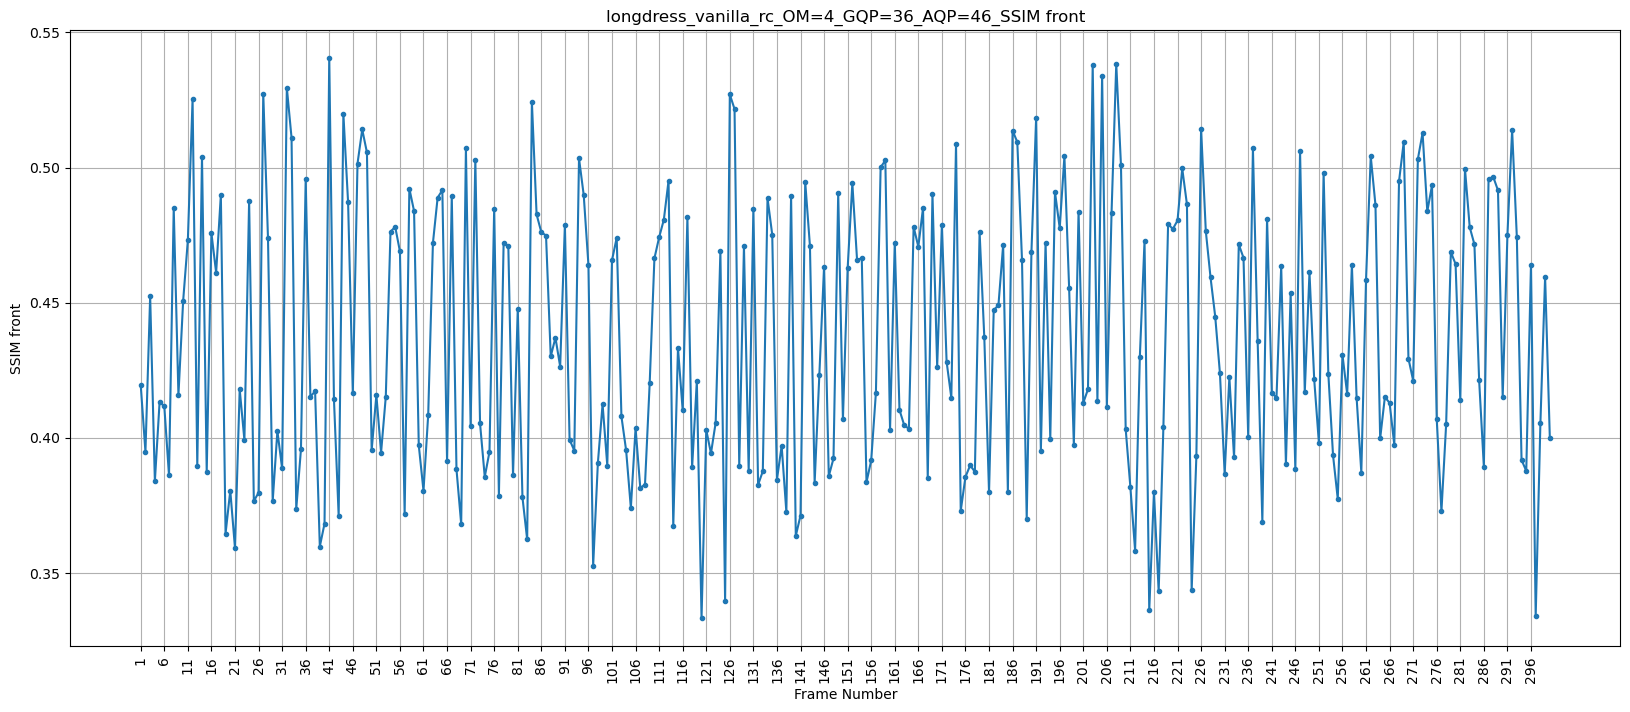 longdress_vanilla_rc_OM=4_GQP=36_AQP=46_SSIM front
0.55
0.50
0.45
0.40
0.35
SSIM front
1 6 11 16 21 26 31 36 41 46 51 56 61 66 71 76 81 86 91 96 101 106 111 116 121 126 131 136 141 146 151 156 161 166 171 176 181 186 191 196 201 206 211 216 221 226 231 236 241 246 251 256 261 266 271 276 281 286 291 296
Frame Number